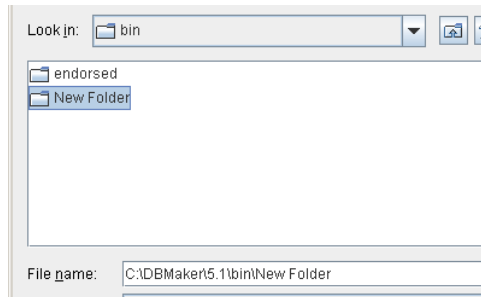 Look in: bin
endorsed
New Folder
File name: C:\DBMaker\5.1\bin\New Folder